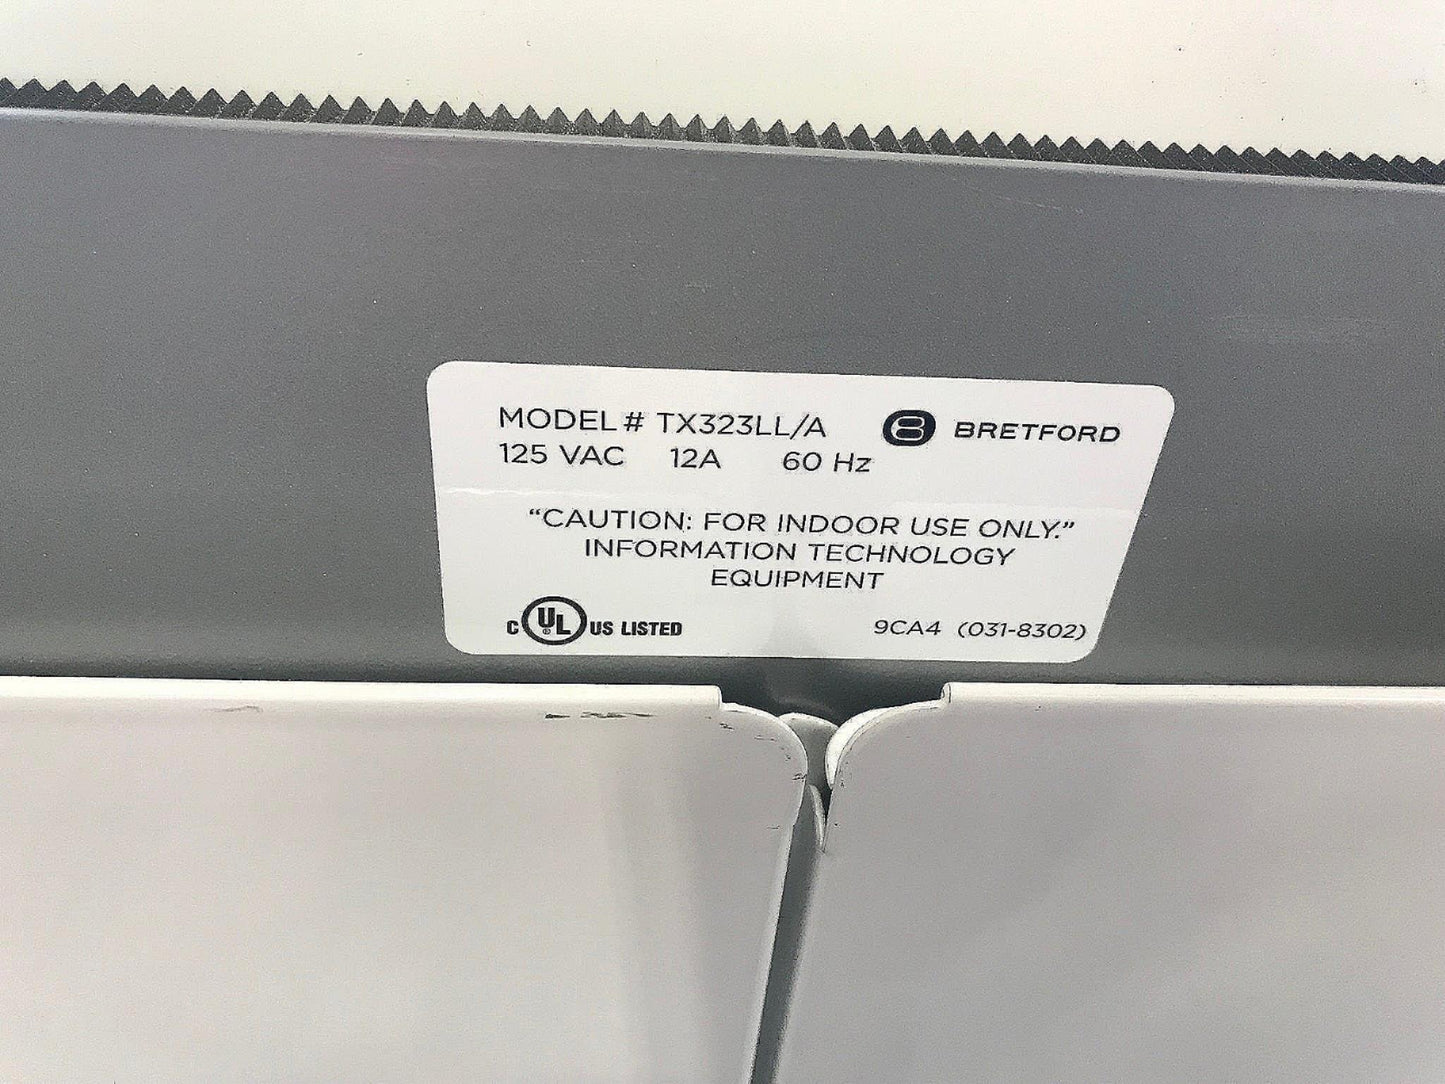 MODEL # TX323LL/A BRETFORD
125 VAC 12A 60 Hz
“CAUTION: FOR INDOOR USE ONLY.”
INFORMATION TECHNOLOGY
EQUIPMENT
C UL ® US LISTED 9CA4 (031-8302)